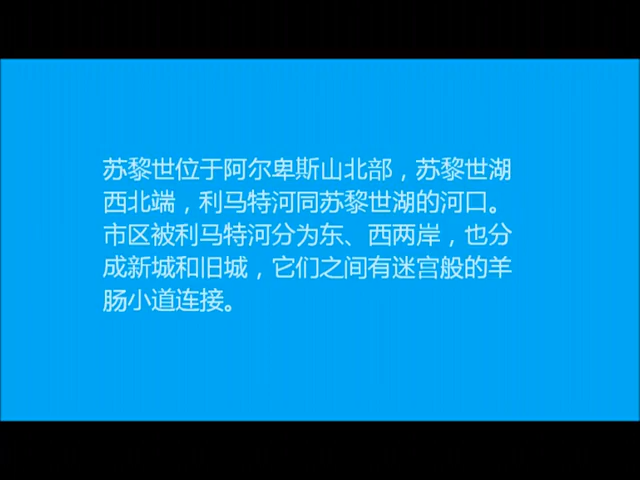 苏黎世位于阿尔卑斯山北部，苏黎世湖
西北端，利马特河同苏黎世湖的河口。
市区被利马特河分为东、西两岸，也分
成新城和旧城，它们之间有迷宫般的羊
肠小道连接。